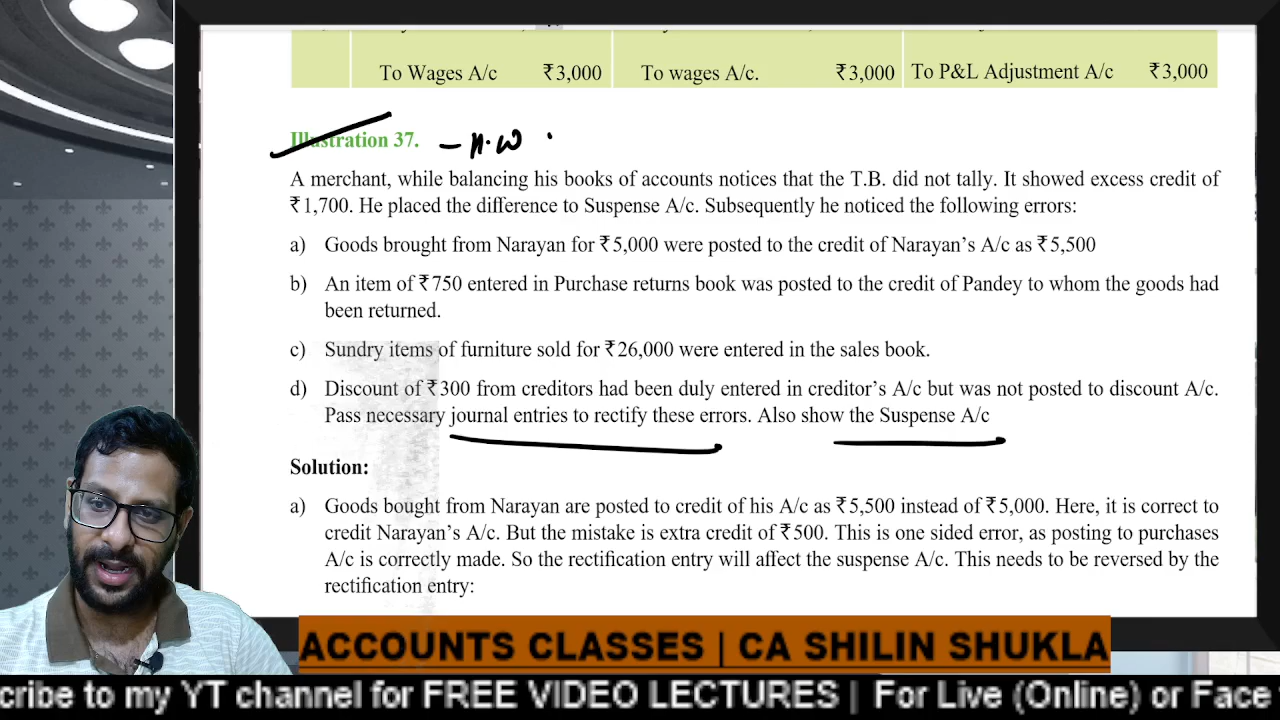 To Wages A/c ₹3,000 To wages A/c. ₹3,000 To P&L Adjustment A/c ₹3,000
Illustration 37. – H.W.
A merchant, while balancing his books of accounts notices that the T.B. did not tally. It showed excess credit of
₹1,700. He placed the difference to Suspense A/c. Subsequently he noticed the following errors:
a) Goods brought from Narayan for ₹5,000 were posted to the credit of Narayan's A/c as ₹5,500
b) An item of ₹750 entered in Purchase returns book was posted to the credit of Pandey to whom the goods had
been returned.
c) Sundry items of furniture sold for ₹26,000 were entered in the sales book.
d) Discount of ₹300 from creditors had been duly entered in creditor's A/c but was not posted to discount A/c.
Pass necessary journal entries to rectify these errors. Also show the Suspense A/c
Solution:
a) Goods bought from Narayan are posted to credit of his A/c as ₹5,500 instead of ₹5,000. Here, it is correct to
credit Narayan's A/c. But the mistake is extra credit of ₹500. This is one sided error, as posting to purchases
A/c is correctly made. So the rectification entry will affect the suspense A/c. This needs to be reversed by the
rectification entry:
ACCOUNTS CLASSES | CA SHILIN SHUKLA
cribe to my YT channel for FREE VIDEO LECTURES | For Live (Online) or Face